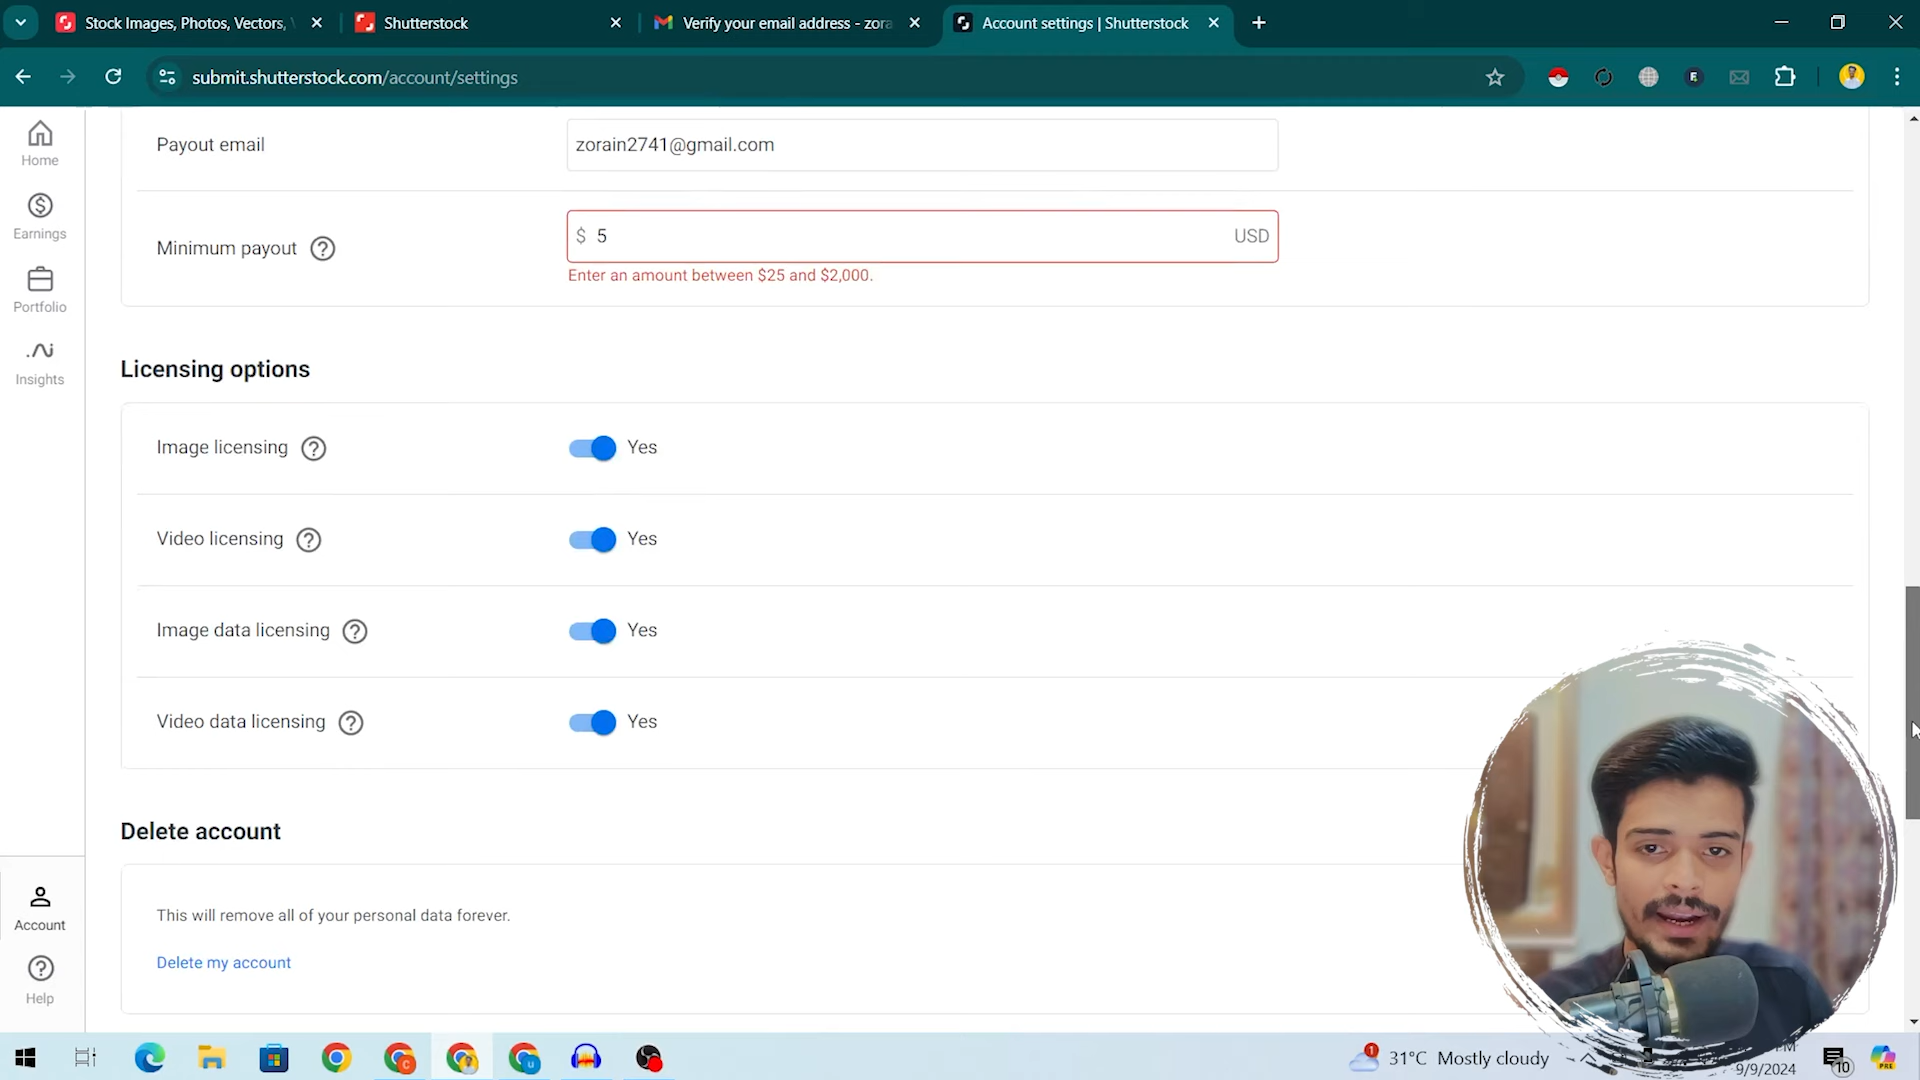 Stock Images, Photos, Vectors,
Shutterstock
Verify your email address - zora
Account settings | Shutterstock
submit.shutterstock.com/account/settings
Home
Earnings
Portfolio
Insights
Account
Help
Payout email
zorain2741@gmail.com
Minimum payout
$ 5 USD
Enter an amount between $25 and $2,000.
Licensing options
Image licensing Yes
Video licensing Yes
Image data licensing Yes
Video data licensing Yes
Delete account
This will remove all of your personal data forever.
Delete my account
1
31°C Mostly cloudy
9/9/2024
10
PRE